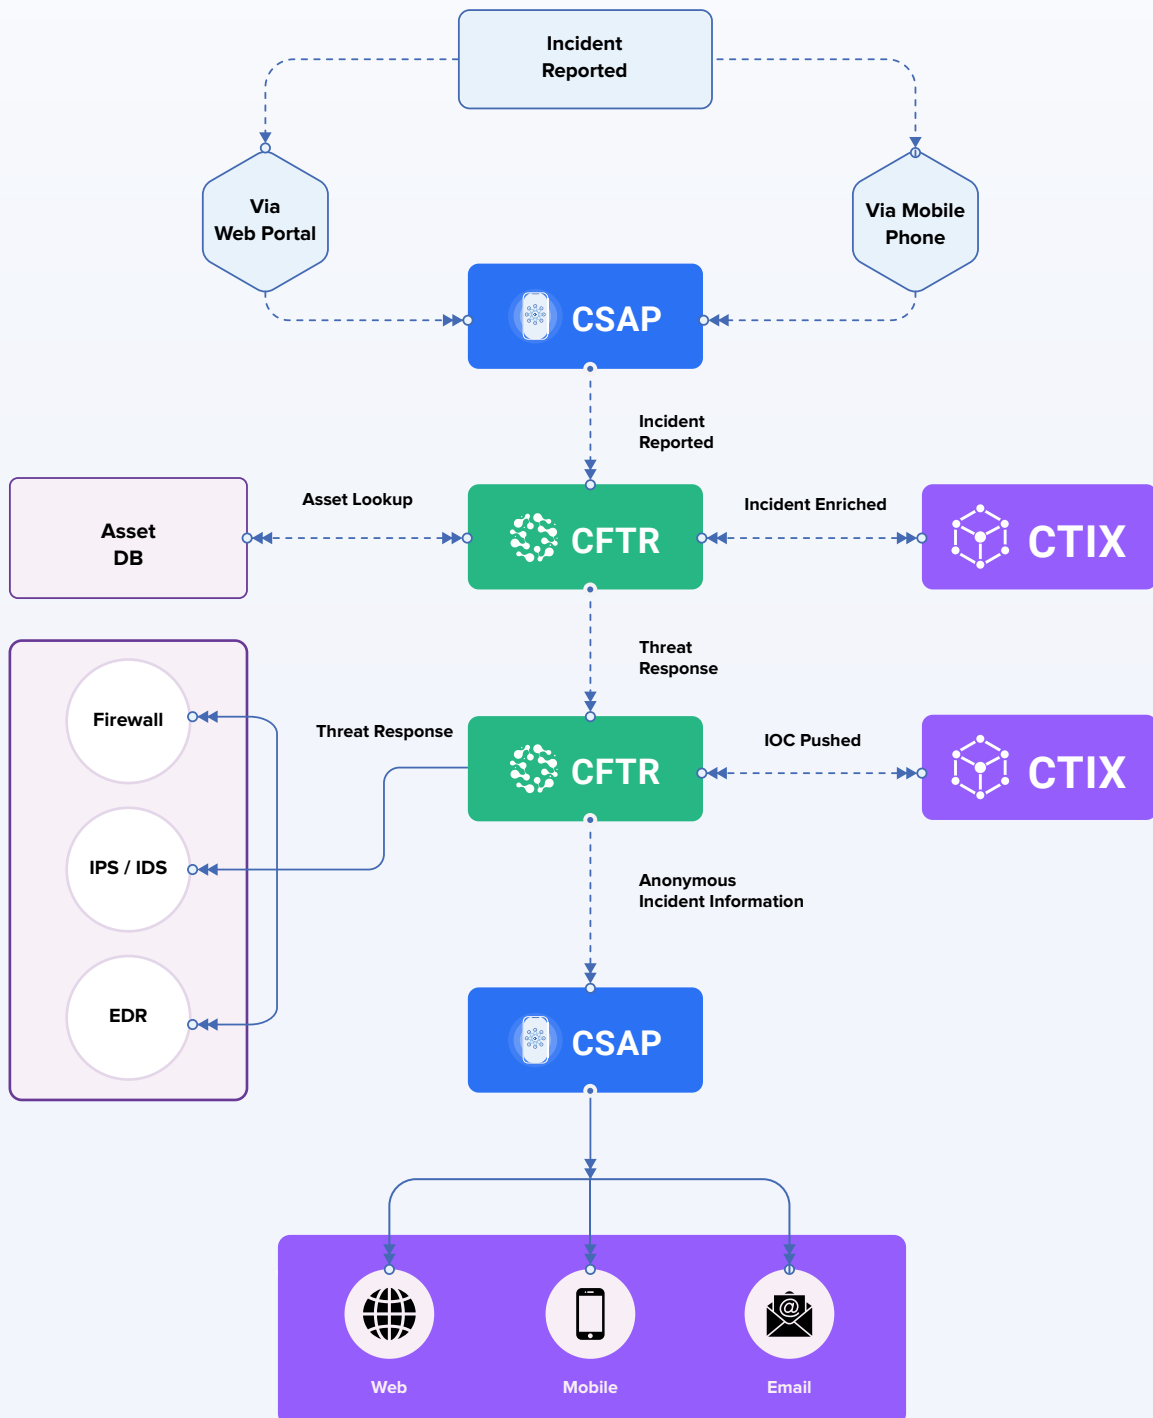 Incident
Reported
Via
Web Portal
Via Mobile
Phone
CSAP
Incident
Reported
Asset Lookup
Incident Enriched
Asset
DB
CFTR
CTIX
Threat
Response
Firewall
Threat Response
IOC Pushed
CFTR
CTIX
IPS / IDS
Anonymous
Incident Information
EDR
CSAP
@
Web
Mobile
Email